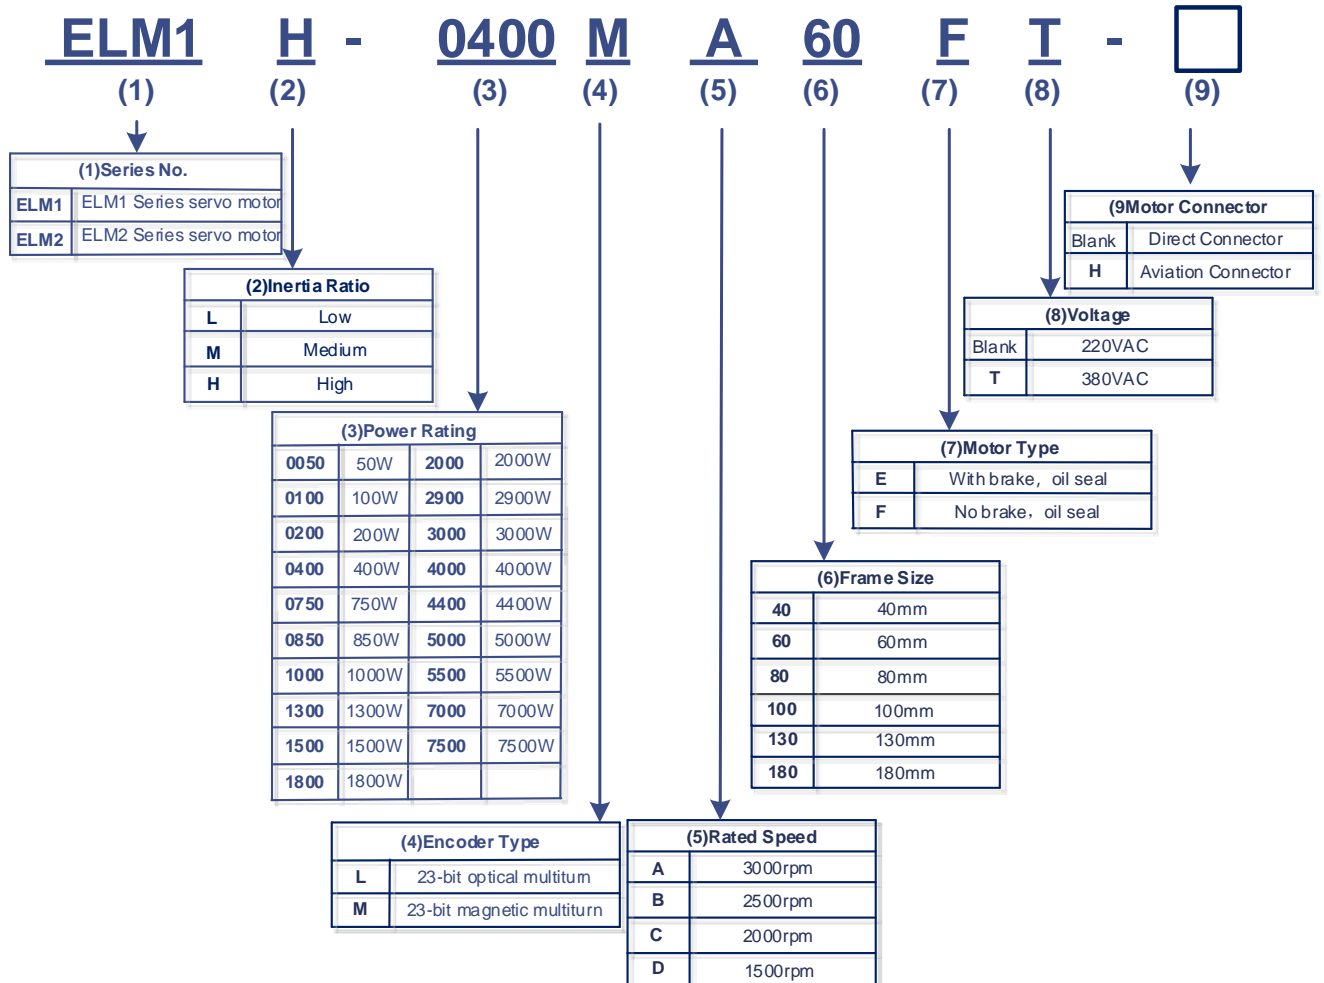 ELM1 H - 0400 M A 60 F T -
(1) (2) (3) (4) (5) (6) (7) (8) (9)
(1)Series No.
ELM1 ELM1 Series servo motor
ELM2 ELM2 Series servo motor
(2)Inertia Ratio
L Low
M Medium
H High
(3)Power Rating
0050 50W 2000 2000W
0100 100W 2900 2900W
0200 200W 3000 3000W
0400 400W 4000 4000W
0750 750W 4400 4400W
0850 850W 5000 5000W
1000 1000W 5500 5500W
1300 1300W 7000 7000W
1500 1500W 7500 7500W
1800 1800W
(4)Encoder Type
L 23-bit optical multiturn
M 23-bit magnetic multiturn
(5)Rated Speed
A 3000rpm
B 2500rpm
C 2000rpm
D 1500rpm
(6)Frame Size
40 40mm
60 60mm
80 80mm
100 100mm
130 130mm
180 180mm
(7)Motor Type
E With brake, oil seal
F No brake, oil seal
(8)Voltage
Blank 220VAC
T 380VAC
(9Motor Connector
Blank Direct Connector
H Aviation Connector